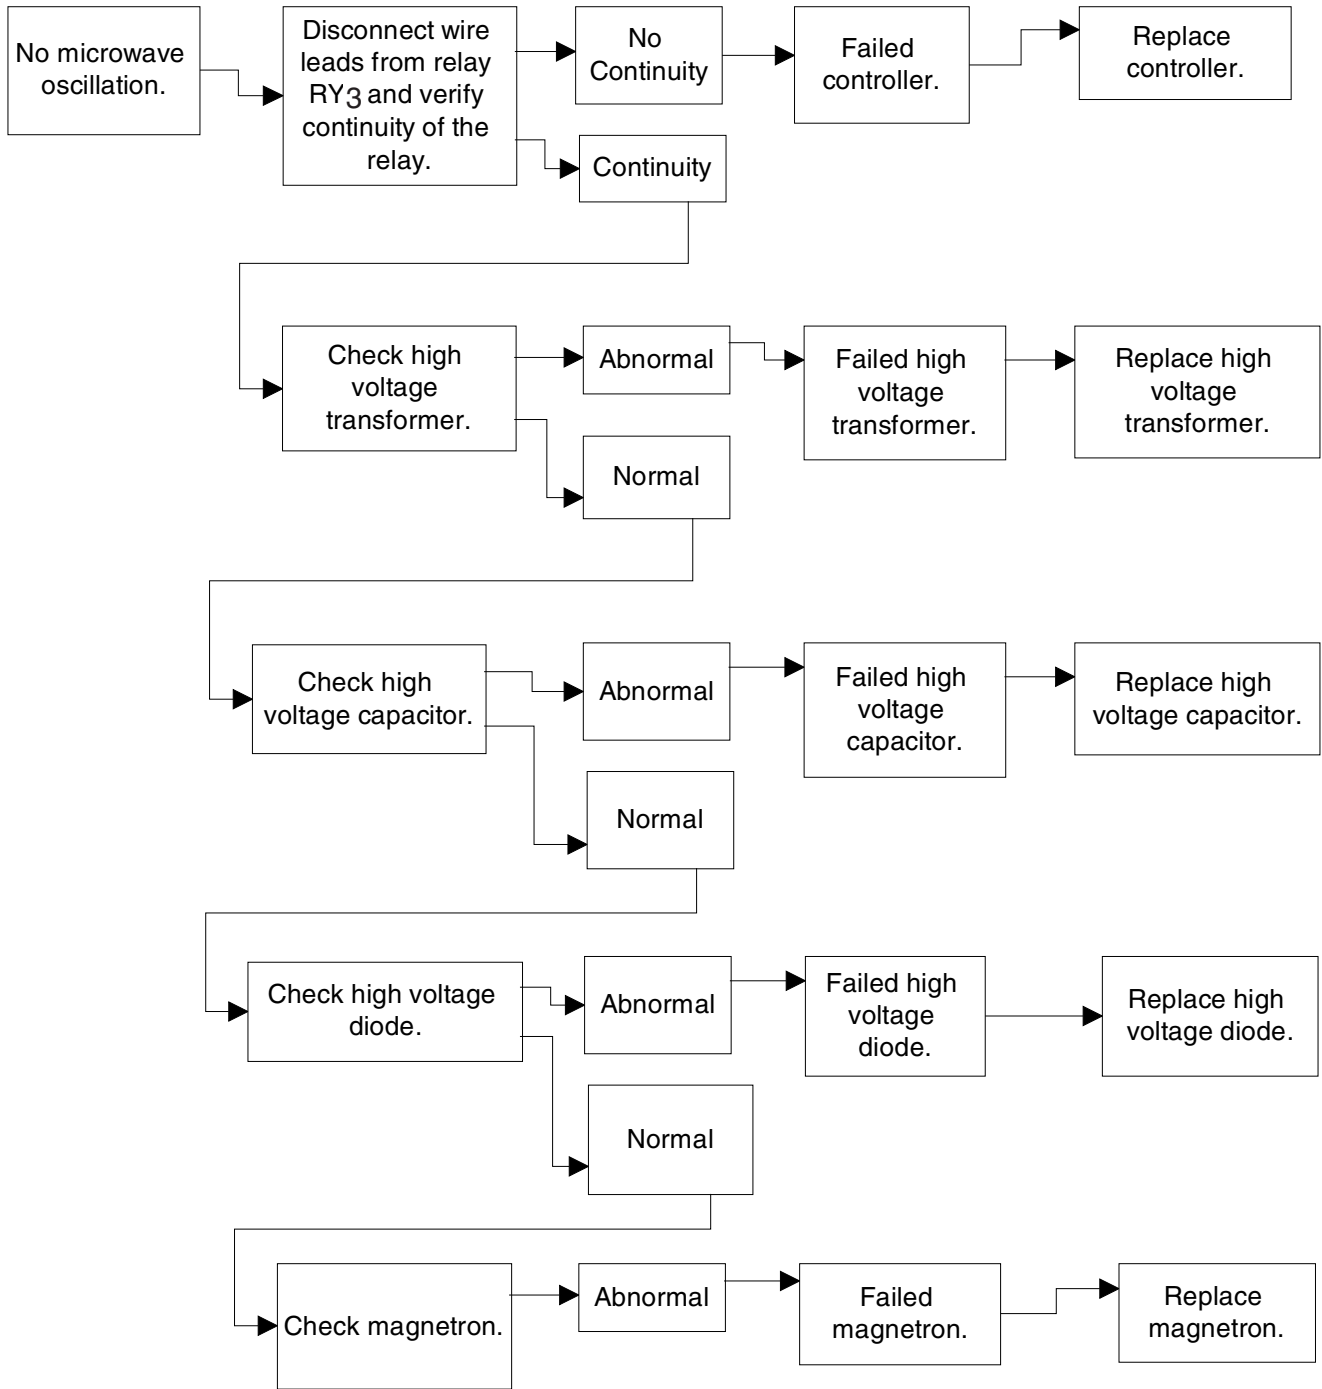 No microwave
oscillation.
Disconnect wire
leads from relay
RY3 and verify
continuity of the
relay.
No
Continuity
Failed
controller.
Replace
controller.
Continuity
Check high
voltage
transformer.
Abnormal
Failed high
voltage
transformer.
Replace high
voltage
transformer.
Normal
Check high
voltage capacitor.
Abnormal
Failed high
voltage
capacitor.
Replace high
voltage capacitor.
Normal
Check high voltage
diode.
Abnormal
Failed high
voltage
diode.
Replace high
voltage diode.
Normal
Check magnetron.
Abnormal
Failed
magnetron.
Replace
magnetron.